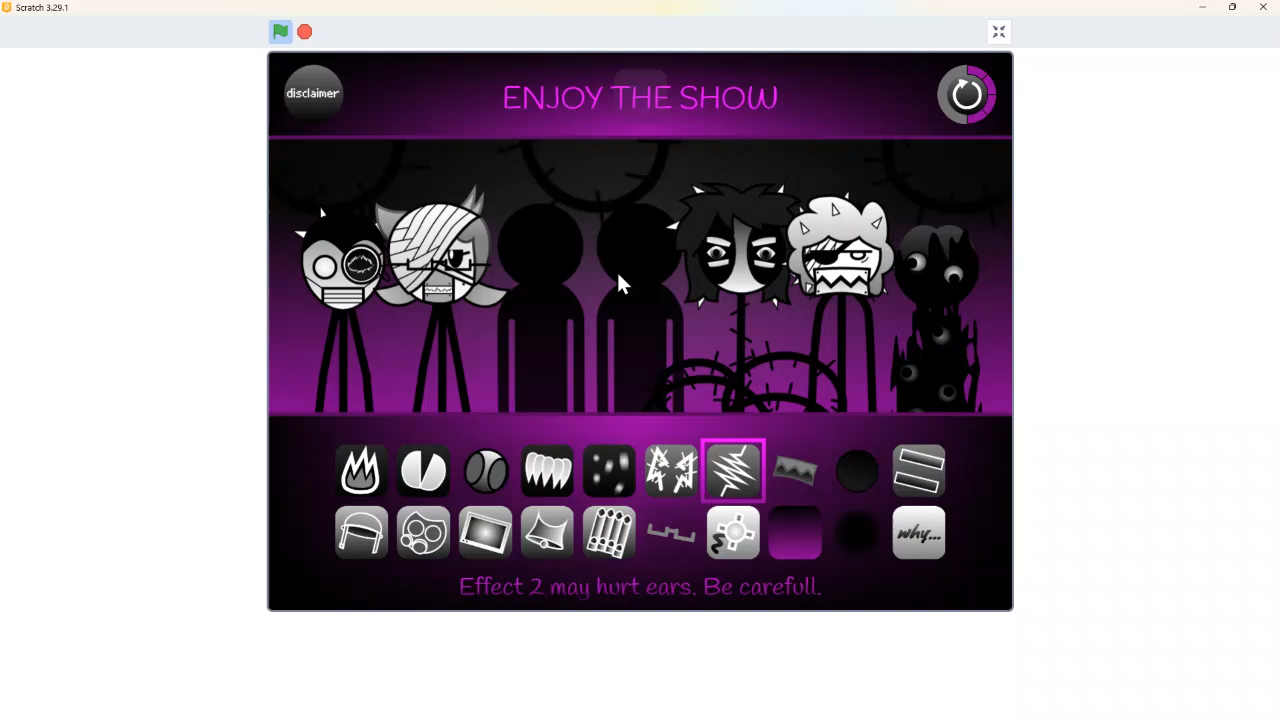 Scratch 3.29.1
disclaimer
ENJOY THE SHOW
why...
Effect 2 may hurt ears. Be carefull.